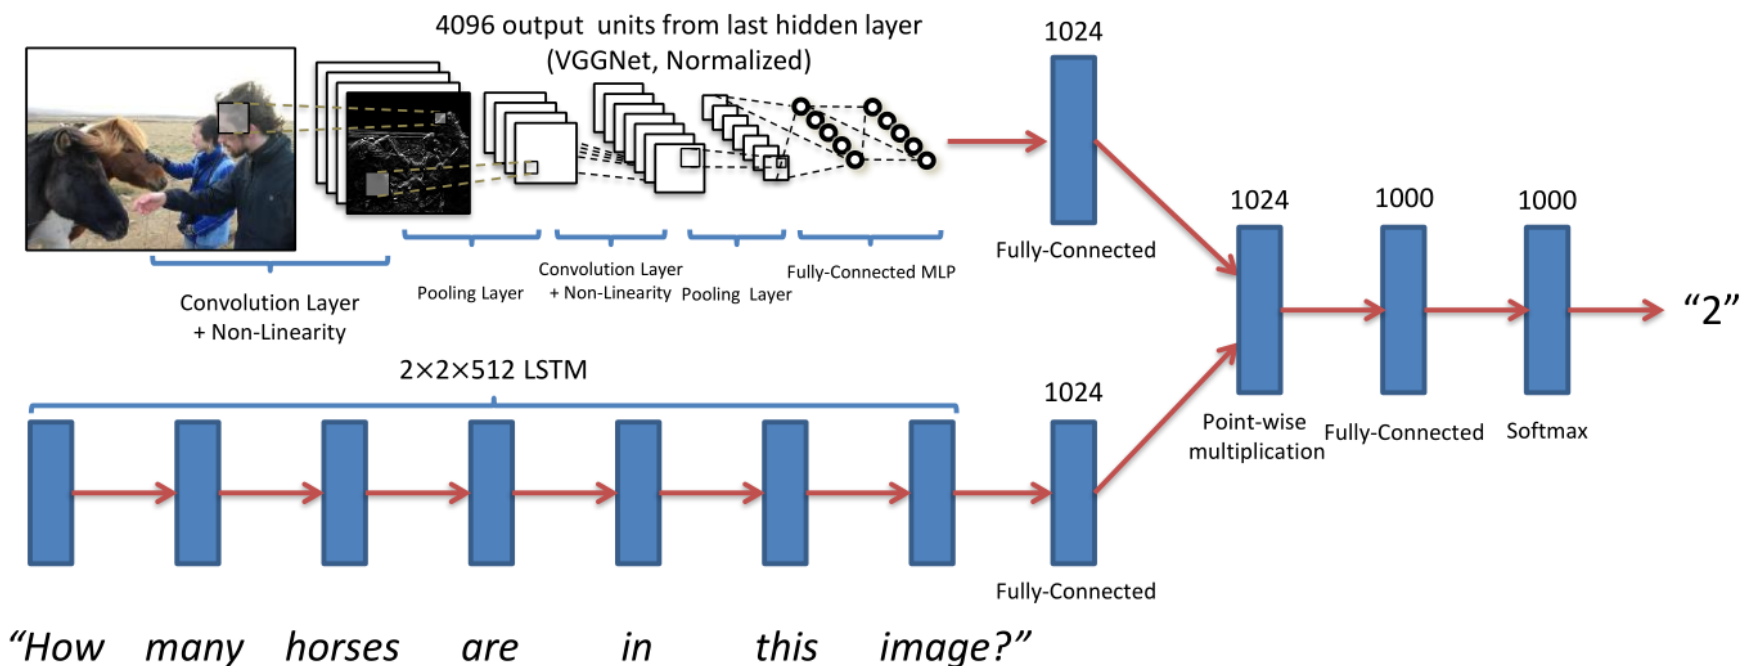 4096 output units from last hidden layer
(VGGNet, Normalized)
1024
Fully-Connected
Convolution Layer
+ Non-Linearity
Pooling Layer
Convolution Layer
+ Non-Linearity
Pooling Layer
Fully-Connected MLP
1024
Point-wise
multiplication
1000
Fully-Connected
1000
Softmax
“2”
2×2×512 LSTM
1024
Fully-Connected
“How many horses are in this image?”